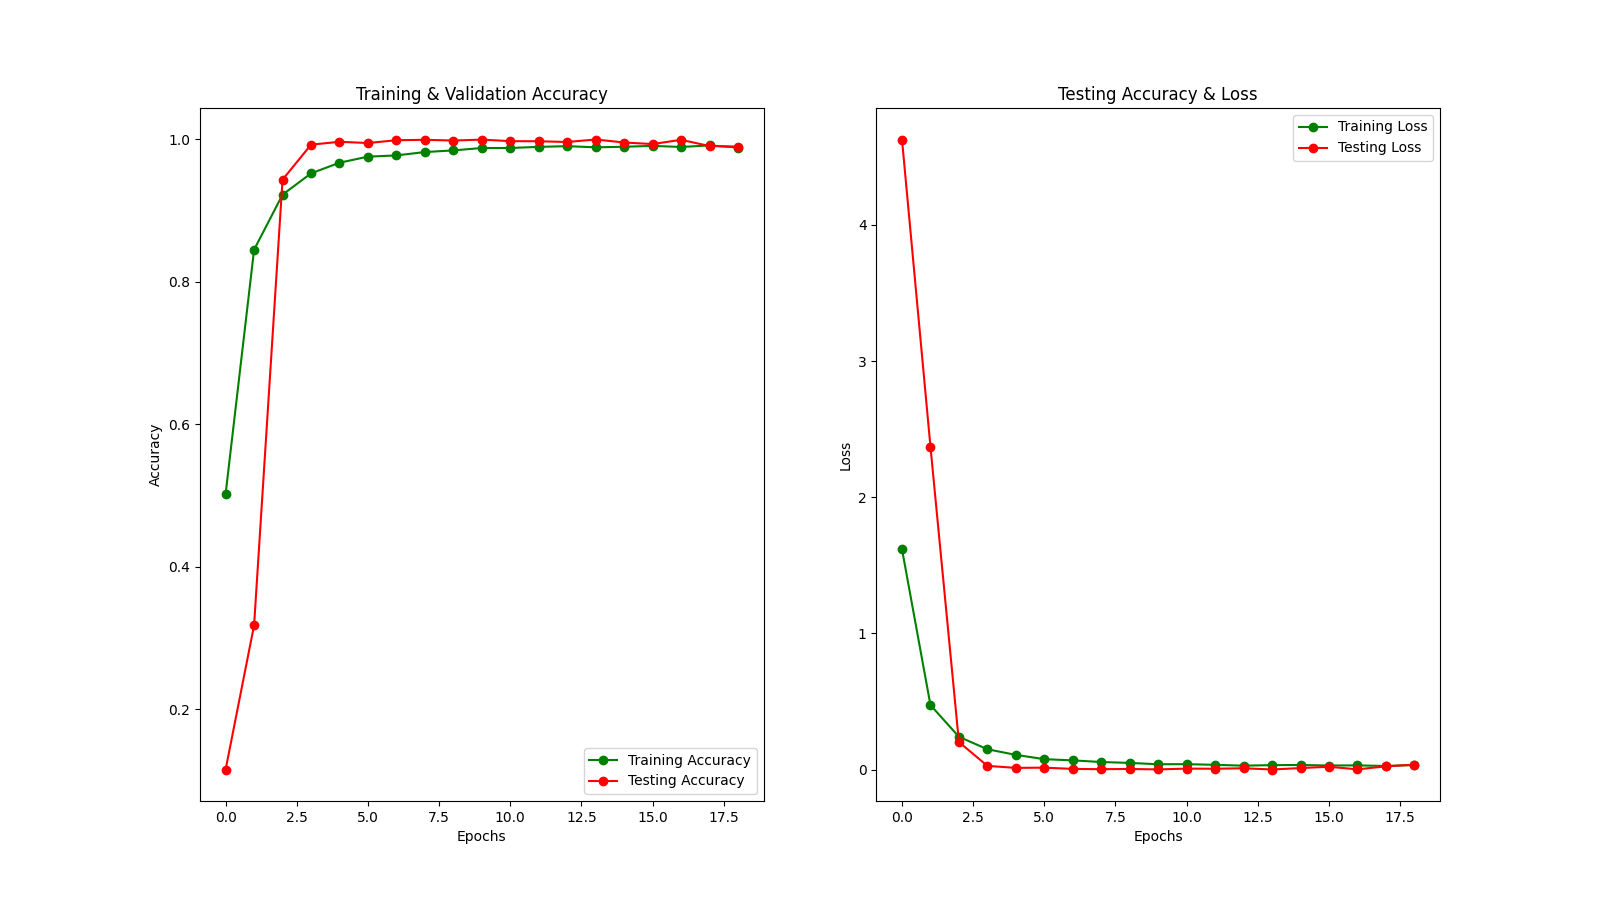 Training & Validation Accuracy
1.0
0.8
0.6
0.4
0.2
Accuracy
Training Accuracy
Testing Accuracy
0.0 2.5 5.0 7.5 10.0 12.5 15.0 17.5
Epochs
Testing Accuracy & Loss
Training Loss
Testing Loss
4
3
2
1
0
Loss
0.0 2.5 5.0 7.5 10.0 12.5 15.0 17.5
Epochs